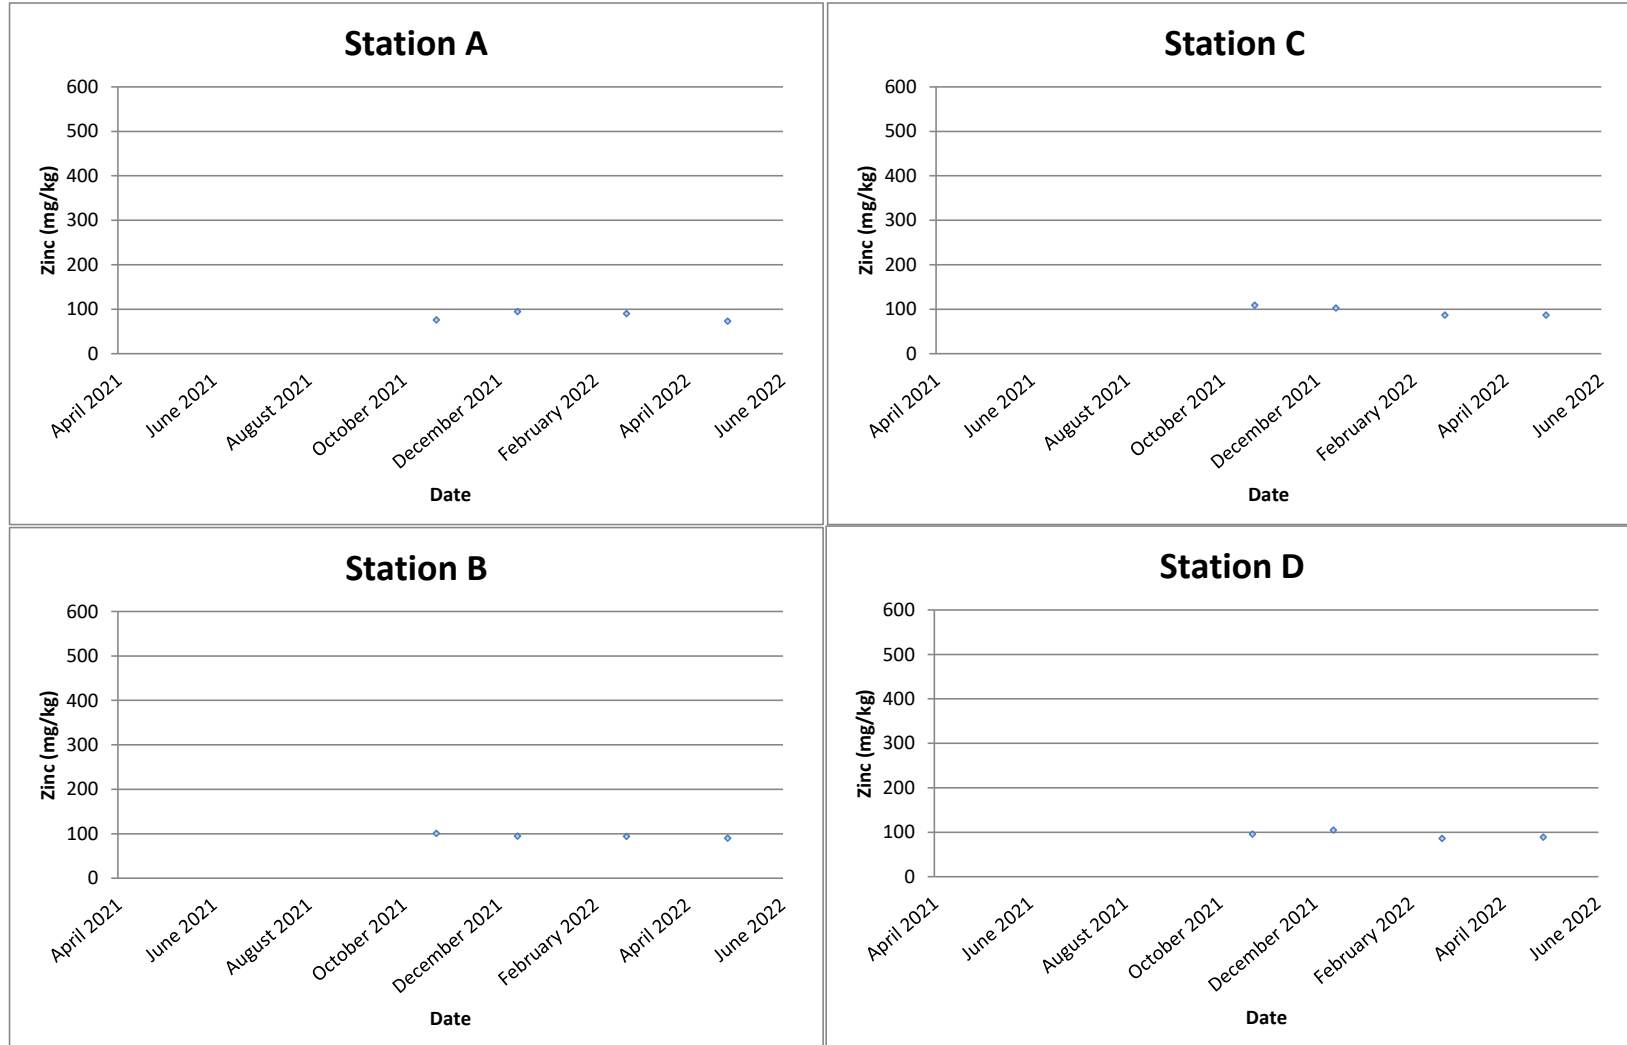 Station A
600
500
400
300
200
100
0
Zinc (mg/kg)
April 2021
June 2021
August 2021
October 2021
December 2021
February 2022
April 2022
June 2022
Date
Station C
600
500
400
300
200
100
0
Zinc (mg/kg)
April 2021
June 2021
August 2021
October 2021
December 2021
February 2022
April 2022
June 2022
Date
Station B
600
500
400
300
200
100
0
Zinc (mg/kg)
April 2021
June 2021
August 2021
October 2021
December 2021
February 2022
April 2022
June 2022
Date
Station D
600
500
400
300
200
100
0
Zinc (mg/kg)
April 2021
June 2021
August 2021
October 2021
December 2021
February 2022
April 2022
June 2022
Date